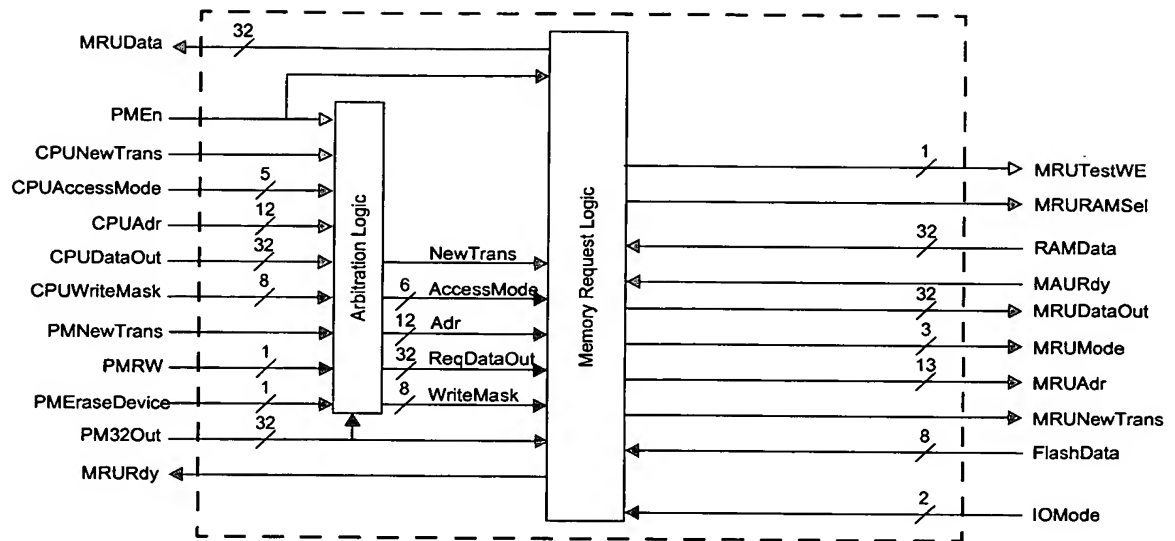 MRUData
32
PMEn
CPUNewTrans
CPUAccessMode
5
CPUAdr
12
CPUDataOut
32
CPUWriteMask
8
PMNewTrans
PMRW
1
PMEraseDevice
1
PM32Out
32
MRURdy
Arbitration Logic
NewTrans
6
AccessMode
12
Adr
32
ReqDataOut
8
WriteMask
Memory Request Logic
1
MRUTestWE
MRURAMSel
32
RAMData
MAURdy
32
MRUDataOut
3
MRUMode
13
MRUAdr
MRUNewTrans
8
FlashData
2
IOMode